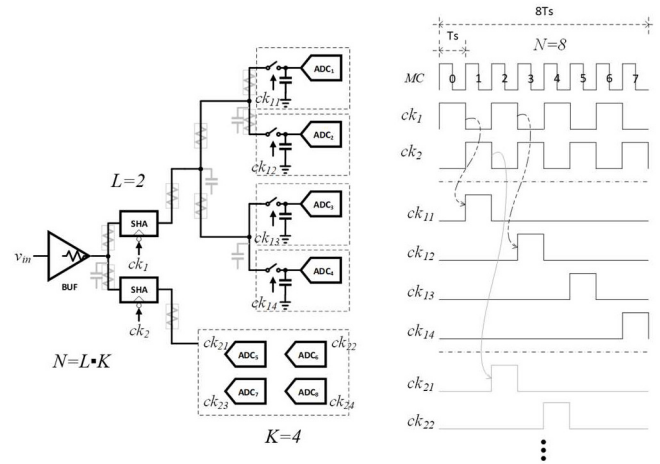 8Ts
Ts
N=8
MC
0 1 2 3 4 5 6 7
ck1
ck2
ck11
ck12
ck13
ck14
ck21
ck22
ADC1
ck11
ADC2
ck12
L=2
ADC3
ck13
SHA
vin
BUF
ck1
ADC4
ck14
SHA
ck2
ck21
ADC5
ADC6
ck22
N=L▪K
ck23
ADC7
ADC8
ck24
K=4